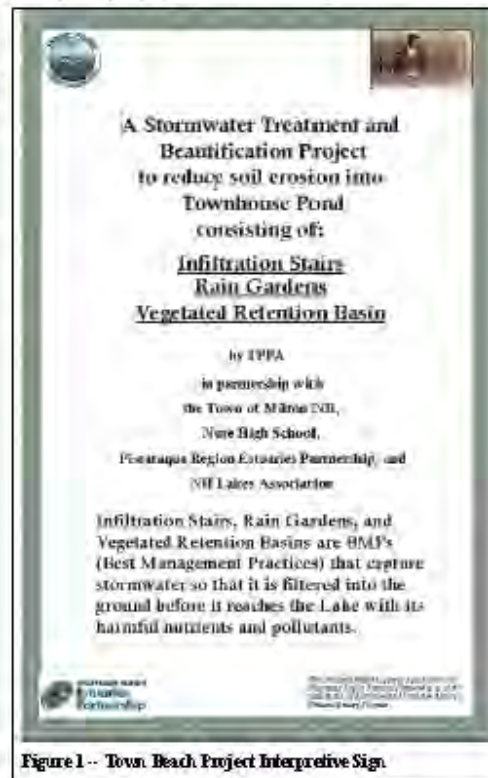 A Stormwater Treatment and
Beautification Project
to reduce soil erosion into
Townhouse Pond
consisting of:
Infiltration Stairs
Rain Gardens
Vegetated Retention Basin
by TPPA
in partnership with
the Town of Milton NH,
Nute High School,
Piscataqua Region Estuaries Partnership, and
NH Lakes Association
Infiltration Stairs, Rain Gardens, and
Vegetated Retention Basins are BMPs
(Best Management Practices) that capture
stormwater so that it is filtered into the
ground before it reaches the Lake with its
harmful nutrients and pollutants.
Estuaries
Partnership
Figure 1 -- Town Beach Project Interpretive Sign